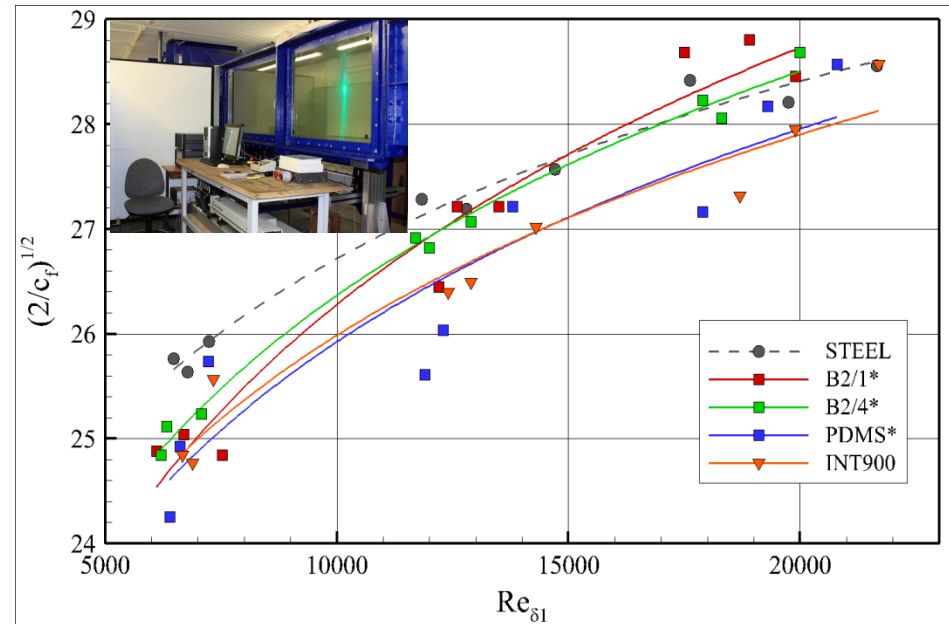 29
28
27
26
25
24
(2/c_f)^1/2
5000 10000 15000 20000
Re_δ1
STEEL
B2/1*
B2/4*
PDMS*
INT900